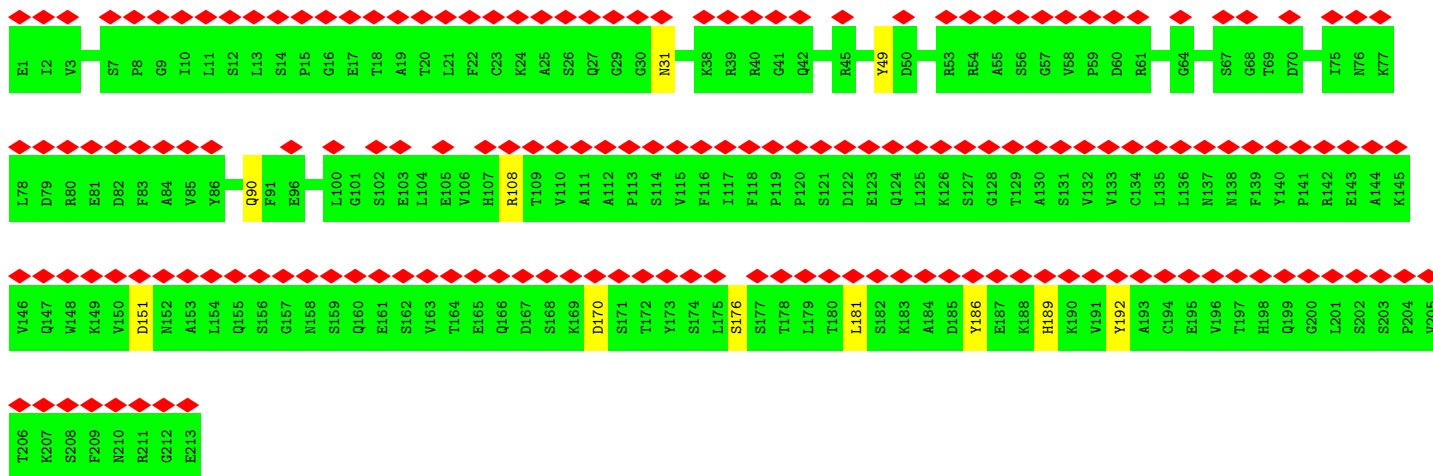 E1 I2 V3 S7 P8 G9 I10 L11 S12 L13 S14 P15 G16 E17 T18 A19 T20 L21 F22 C23 K24 A25 S26 Q27 G29 G30 N31 K38 R39 R40 G41 Q42 R45 Y49 D50 R53 R54 A55 S56 G57 V58 P59 D60 R61 G64 S67 G68 T69 D70 I75 N76 K77
L78 D79 R80 E81 D82 F83 A84 V85 Y86 Q90 F91 E96 L100 G101 S102 E103 L104 E105 V106 H107 R108 T109 V110 A111 A112 P113 S114 V115 F116 I117 F118 P119 P120 S121 D122 E123 Q124 L125 K126 S127 G128 T129 A130 S131 V132 V133 C134 L135 L136 N137 N138 F139 Y140 P141 R142 E143 A144 K145
V146 Q147 W148 K149 V150 D151 N152 A153 L154 Q155 S156 G157 N158 S159 Q160 E161 S162 V163 T164 E165 Q166 D167 S168 K169 D170 S171 T172 Y173 S174 L175 S176 S177 T178 L179 T180 L181 S182 K183 A184 D185 Y186 E187 K188 H189 K190 V191 Y192 A193 C194 E195 V196 T197 H198 Q199 G200 L201 S202 S203 P204 V205
T206 K207 S208 F209 N210 R211 G212 E213